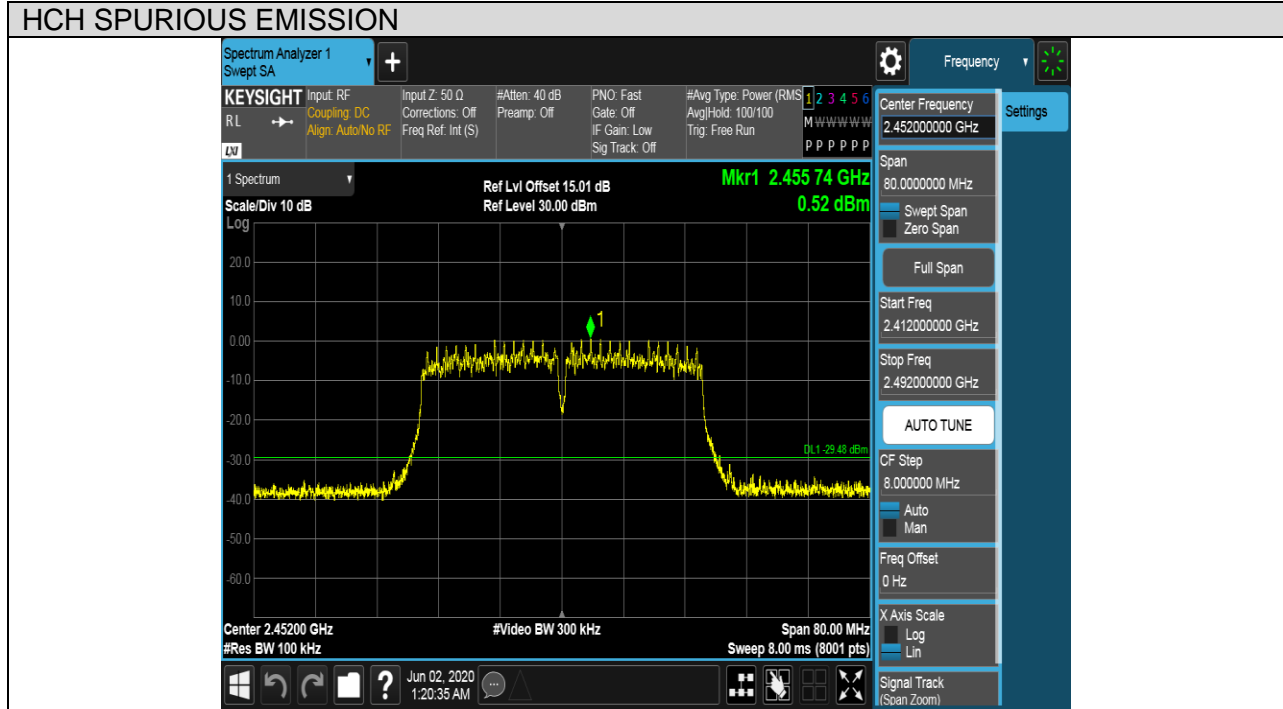 HCH SPURIOUS EMISSION
Spectrum Analyzer 1
Swept SA
Frequency
KEYSIGHT
RL
LXI
Input: RF
Coupling: DC
Align: Auto/No RF
Input Z: 50 Ω
Corrections: Off
Freq Ref: Int (S)
#Atten: 40 dB
Preamp: Off
PNO: Fast
Gate: Off
IF Gain: Low
Sig Track: Off
#Avg Type: Power (RMS
Avg|Hold: 100/100
Trig: Free Run
1 2 3 4 5 6
M W W W W W
P P P P P P
1 Spectrum
Scale/Div 10 dB
Ref Lvl Offset 15.01 dB
Ref Level 30.00 dBm
Mkr1 2.455 74 GHz
0.52 dBm
Log
20.0
10.0
0.00
-10.0
-20.0
-30.0
-40.0
-50.0
-60.0
1
DL1 -29.48 dBm
Center 2.45200 GHz
#Res BW 100 kHz
#Video BW 300 kHz
Span 80.00 MHz
Sweep 8.00 ms (8001 pts)
Center Frequency
2.452000000 GHz
Settings
Span
80.0000000 MHz
Swept Span
Zero Span
Full Span
Start Freq
2.412000000 GHz
Stop Freq
2.492000000 GHz
AUTO TUNE
CF Step
8.000000 MHz
Auto
Man
Freq Offset
0 Hz
X Axis Scale
Log
Lin
Signal Track
(Span Zoom)
?
Jun 02, 2020
1:20:35 AM